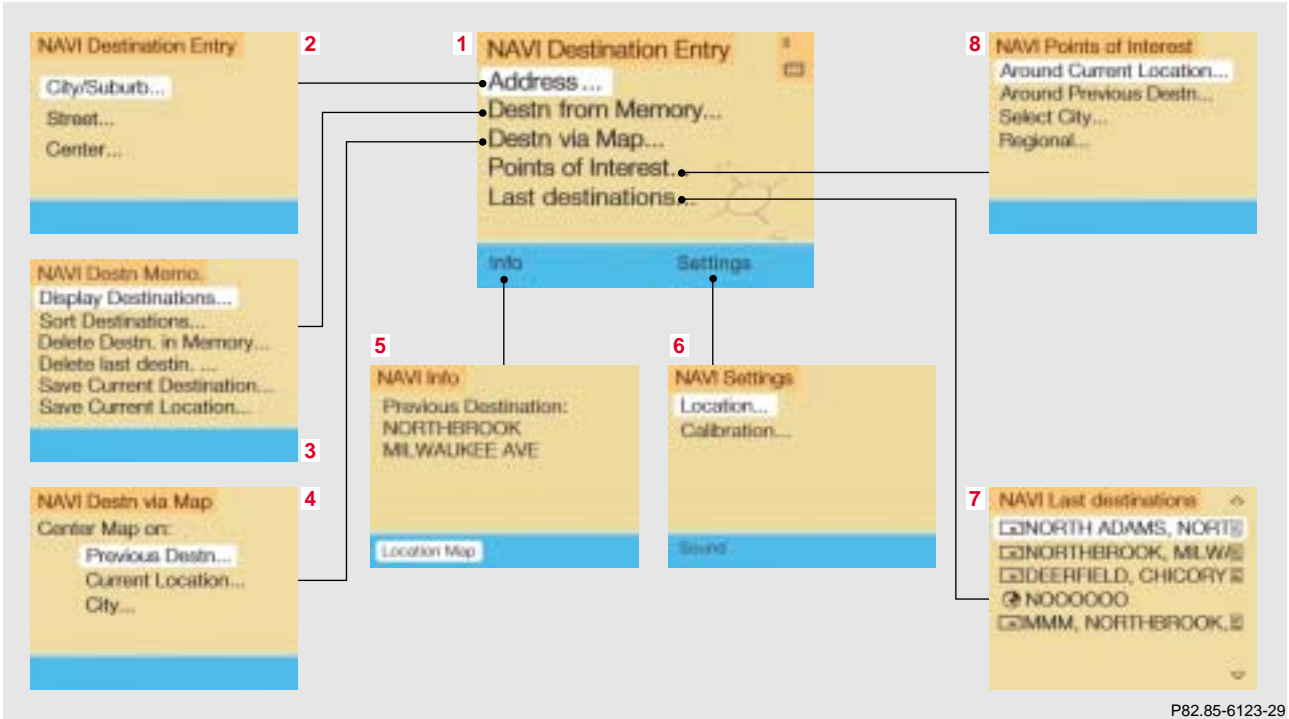 2
NAVI Destination Entry
City/Suburb...
Street...
Center...
1
NAVI Destination Entry
Address ...
Destn from Memory...
Destn via Map...
Points of Interest...
Last destinations...
Info Settings
8
NAVI Points of Interest
Around Current Location...
Around Previous Destn...
Select City...
Regional...
NAVI Destn Memo.
Display Destinations...
Sort Destinations...
Delete Destn. in Memory...
Delete last destin. ...
Save Current Destination...
Save Current Location...
3
5
NAVI Info
Previous Destination:
NORTHBROOK
MILWAUKEE AVE
Location Map
6
NAVI Settings
Location...
Calibration...
Sound
4
NAVI Destn via Map
Center Map on:
Previous Destn...
Current Location...
City...
7
NAVI Last destinations
NORTH ADAMS, NORT
NORTHBROOK, MILWA
DEERFIELD, CHICORY
NOOOOOO
MMM, NORTHBROOK,
P82.85-6123-29